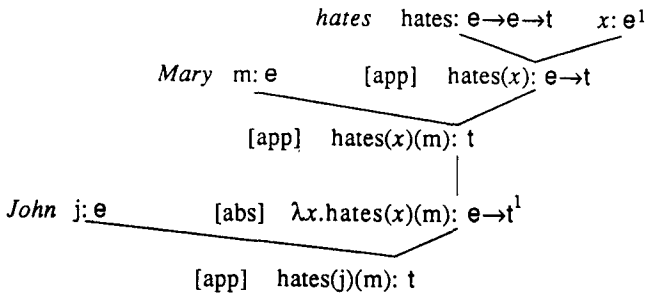 hates hates: e→e→t x: e¹
Mary m: e [app] hates(x): e→t
[app] hates(x)(m): t
John j: e [abs] λx.hates(x)(m): e→t¹
[app] hates(j)(m): t